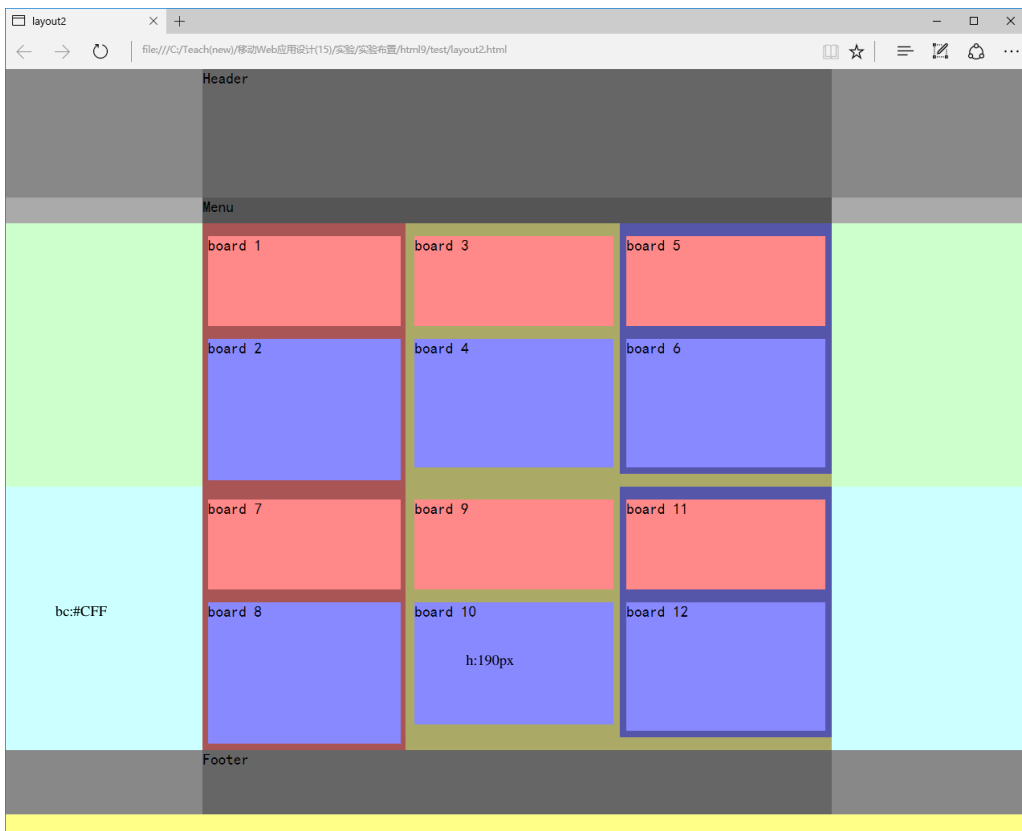 layout2
file:///C:/Teach(new)/移动Web应用设计(15)/实验/实验布置/html9/test/layout2.html
Header
Menu
board 1 board 3 board 5
board 2 board 4 board 6
board 7 board 9 board 11
bc:#CFF board 8 board 10 board 12
h:190px
Footer